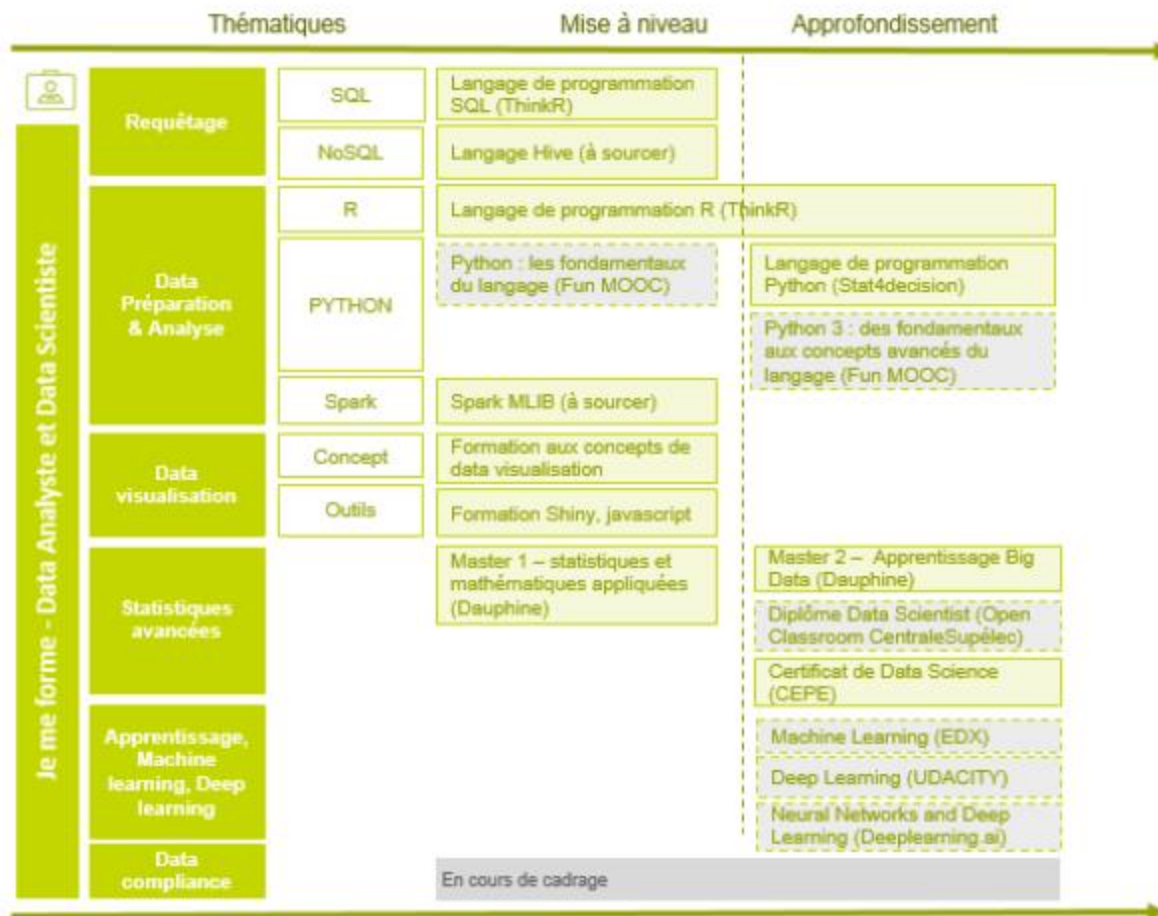 Thématiques
Mise à niveau
Approfondissement
Je me forme - Data Analyste et Data Scientiste
Requêtage
SQL
Langage de programmation
SQL (ThinkR)
NoSQL
Langage Hive (à sourcer)
Data
Préparation
& Analyse
R
Langage de programmation R (ThinkR)
PYTHON
Python : les fondamentaux
du langage (Fun MOOC)
Langage de programmation
Python (Stat4decision)
Python 3 : des fondamentaux
aux concepts avancés du
langage (Fun MOOC)
Spark
Spark MLIB (à sourcer)
Data
visualisation
Concept
Formation aux concepts de
data visualisation
Outils
Formation Shiny, javascript
Statistiques
avancées
Master 1 – statistiques et
mathématiques appliquées
(Dauphine)
Master 2 – Apprentissage Big
Data (Dauphine)
Diplôme Data Scientist (Open
Classroom CentraleSupélec)
Certificat de Data Science
(CEPE)
Apprentissage,
Machine
learning, Deep
learning
Machine Learning (EDX)
Deep Learning (UDACITY)
Neural Networks and Deep
Learning (Deeplearning.ai)
Data
compliance
En cours de cadrage